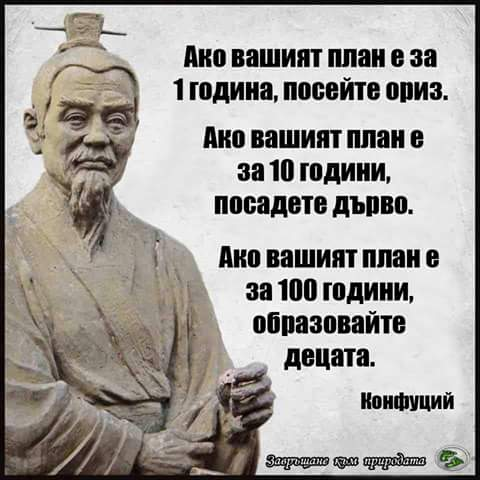 Ако вашият план е за
1 година, посейте ориз.
Ако вашият план е
за 10 години,
посадете дърво.
Ако вашият план е
за 100 години,
образовайте
децата.
Конфуций
Завръщане към природата